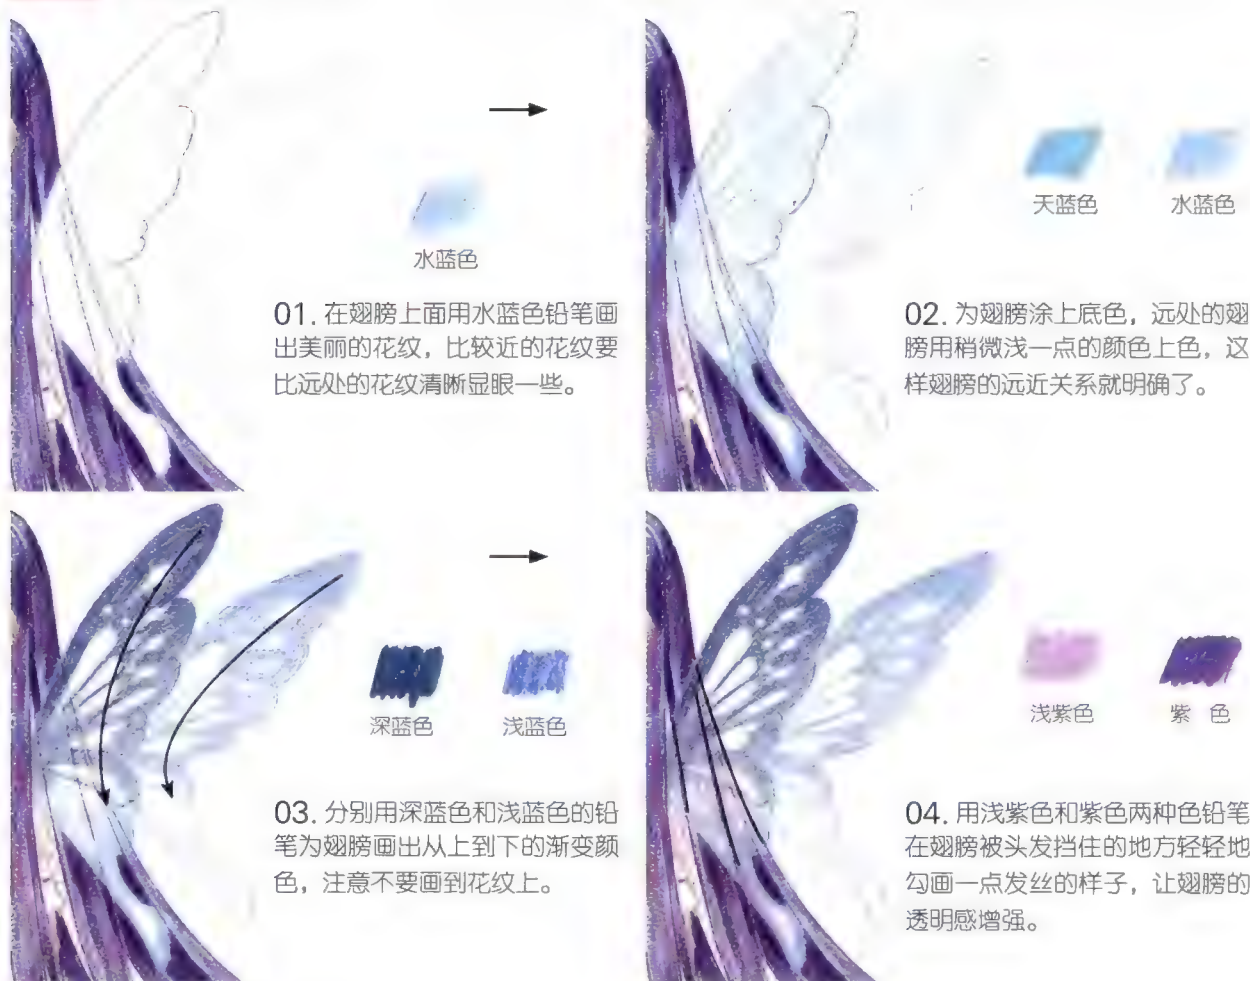 水蓝色
01. 在翅膀上面用水蓝色铅笔画
出美丽的花纹，比较近的花纹要
比远处的花纹清晰显眼一些。
天蓝色 水蓝色
02. 为翅膀涂上底色，远处的翅
膀用稍微浅一点的颜色上色，这
样翅膀的远近关系就明确了。
深蓝色 浅蓝色
03. 分别用深蓝色和浅蓝色的铅
笔为翅膀画出从上到下的渐变颜
色，注意不要画到花纹上。
浅紫色 紫 色
04. 用浅紫色和紫色两种色铅笔
在翅膀被头发挡住的地方轻轻地
勾画一点发丝的样子，让翅膀的
透明感增强。